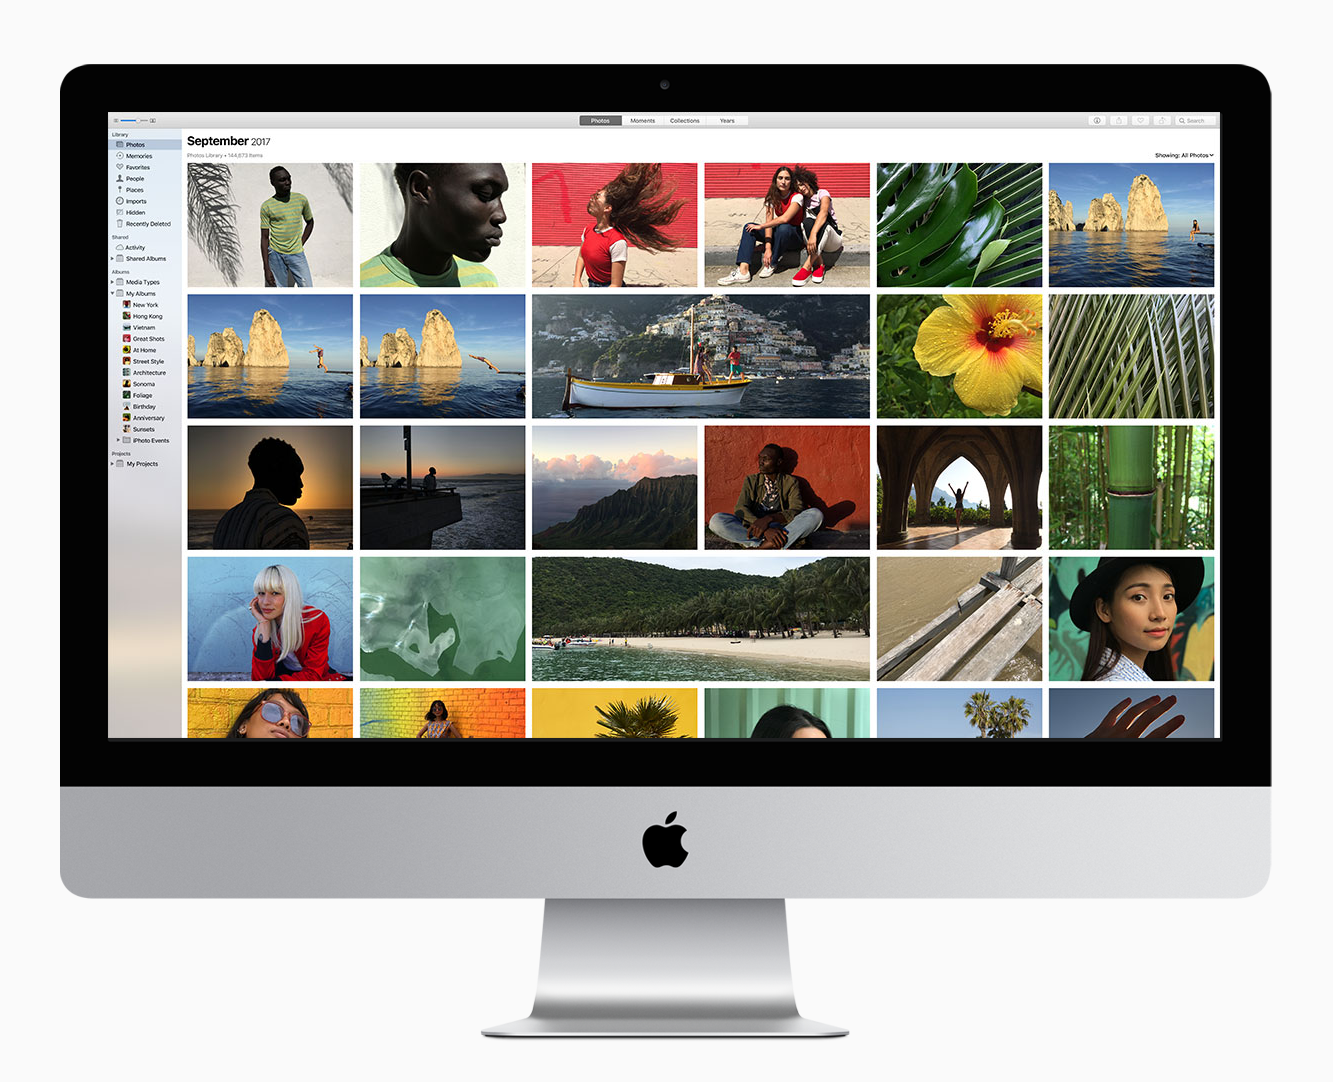 Photos
Moments
Collections
Years
Search
Library
Photos
Memories
Favorites
People
Places
Imports
Hidden
Recently Deleted
Shared
Activity
Shared Albums
Albums
Media Types
My Albums
New York
Hong Kong
Vietnam
Great Shots
At Home
Street Style
Architecture
Sonoma
Foliage
Birthday
Anniversary
Sunsets
iPhoto Events
Projects
My Projects
September 2017
Photos Library • 144,673 Items
Showing: All Photos